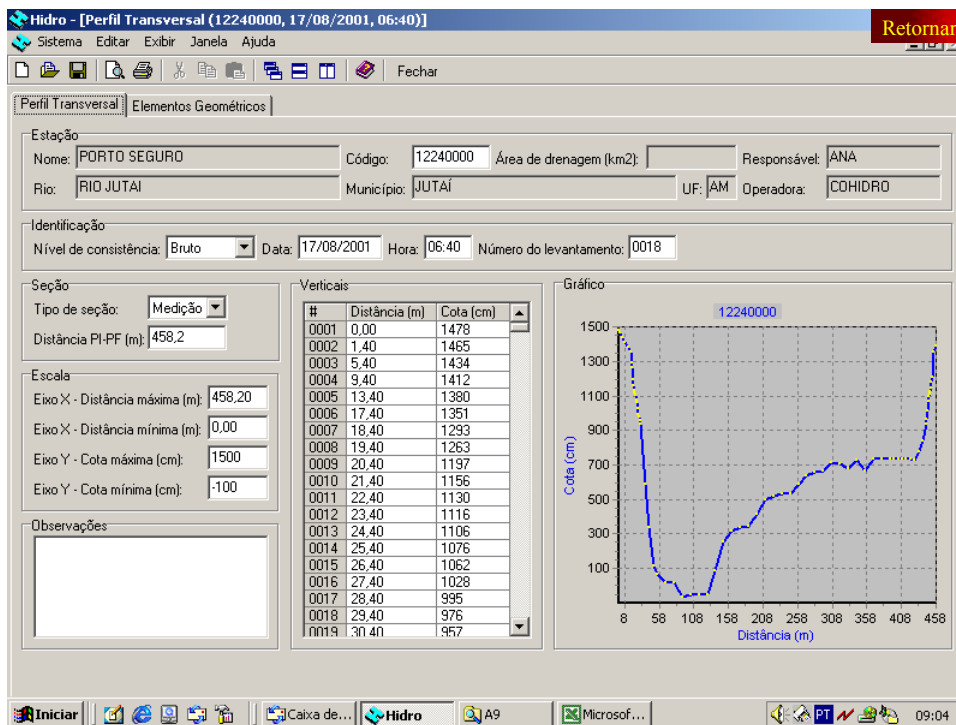 Hidro - [Perfil Transversal (12240000, 17/08/2001, 06:40)]
Retornar
Sistema Editar Exibir Janela Ajuda
Fechar
Perfil Transversal Elementos Geométricos
Estação
Nome: PORTO SEGURO Código: 12240000 Área de drenagem (km2): Responsável: ANA
Rio: RIO JUTAI Município: JUTAÍ UF: AM Operadora: COHIDRO
Identificação
Nível de consistência: Bruto Data: 17/08/2001 Hora: 06:40 Número do levantamento: 0018
Seção
Tipo de seção: Medição
Distância PI-PF (m): 458,2
Escala
Eixo X - Distância máxima (m): 458,20
Eixo X - Distância mínima (m): 0,00
Eixo Y - Cota máxima (cm): 1500
Eixo Y - Cota mínima (cm): -100
Observações
Verticais
# Distância (m) Cota (cm)
0001 0,00 1478
0002 1,40 1465
0003 5,40 1434
0004 9,40 1412
0005 13,40 1380
0006 17,40 1351
0007 18,40 1293
0008 19,40 1263
0009 20,40 1197
0010 21,40 1156
0011 22,40 1130
0012 23,40 1116
0013 24,40 1106
0014 25,40 1076
0015 26,40 1062
0016 27,40 1028
0017 28,40 995
0018 29,40 976
0019 30,40 957
Gráfico
12240000
1500
1300
1100
900
700
500
300
100
Cota (cm)
8 58 108 158 208 258 308 358 408 458
Distância (m)
Iniciar Caixa de... Hidro A9 Microsof... PT 09:04